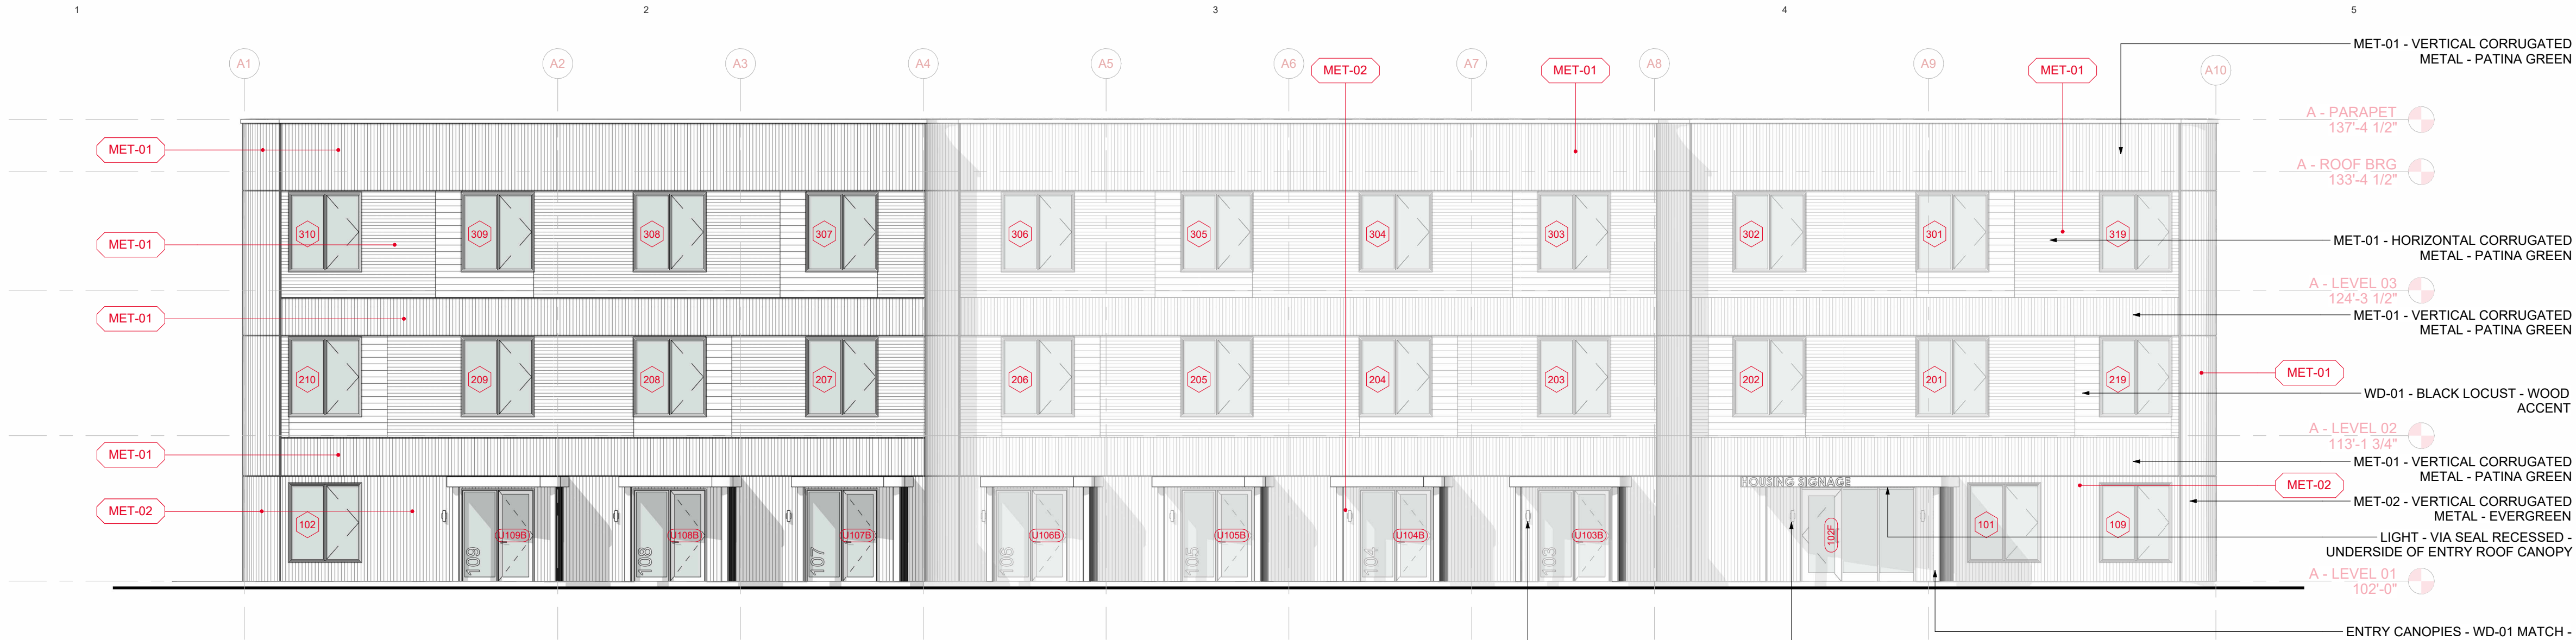 1 2 3 4 5
A1 A2 A3 A4 A5 A6 A7 A8 A9 A10
MET-02 MET-01 MET-01
MET-01 - VERTICAL CORRUGATED
METAL - PATINA GREEN
A - PARAPET
137'-4 1/2"
MET-01
A - ROOF BRG
133'-4 1/2"
310 309 308 307 306 305 304 303 302 301 319
MET-01
MET-01 - HORIZONTAL CORRUGATED
METAL - PATINA GREEN
A - LEVEL 03
124'-3 1/2"
MET-01
MET-01 - VERTICAL CORRUGATED
METAL - PATINA GREEN
210 209 208 207 206 205 204 203 202 201 219
MET-01
WD-01 - BLACK LOCUST - WOOD
ACCENT
A - LEVEL 02
113'-1 3/4"
MET-01
MET-01 - VERTICAL CORRUGATED
METAL - PATINA GREEN
HOUSING SIGNAGE
MET-02
MET-02
MET-02 - VERTICAL CORRUGATED
METAL - EVERGREEN
102 101 109
U109B U108B U107B U106B U105B U104B U103B 102F
109 108 107 106 105 104 103
LIGHT - VIA SEAL RECESSED -
UNDERSIDE OF ENTRY ROOF CANOPY
A - LEVEL 01
102'-0"
ENTRY CANOPIES - WD-01 MATCH -